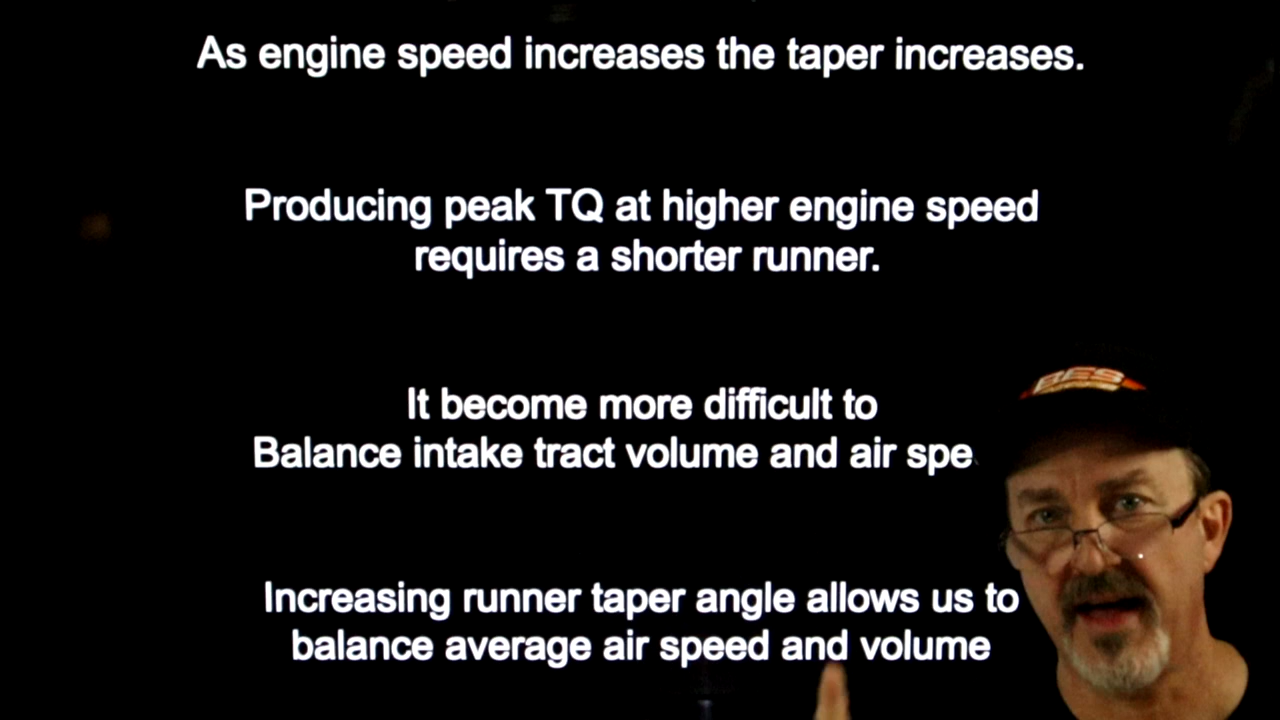 As engine speed increases the taper increases.
Producing peak TQ at higher engine speed
requires a shorter runner.
It become more difficult to
Balance intake tract volume and air spe
Increasing runner taper angle allows us to
balance average air speed and volume
BES